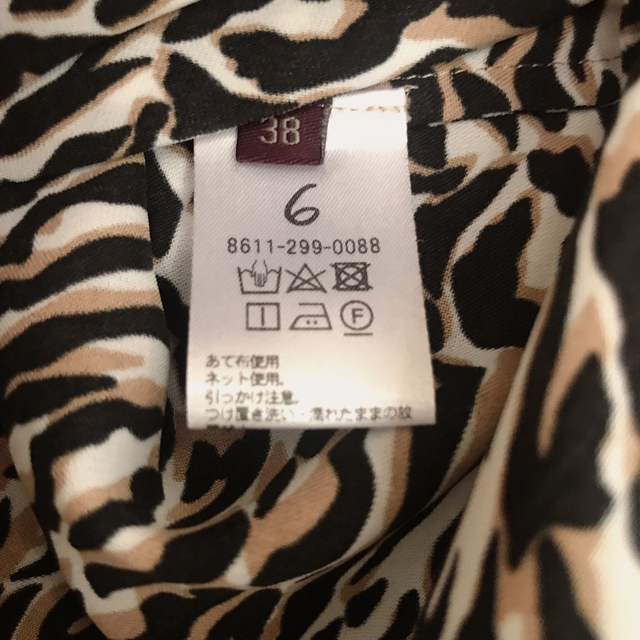 38
6
8611-299-0088
あて布使用
ネット使用.
引っかけ注意.
つけ置き洗い・濡れたままの放